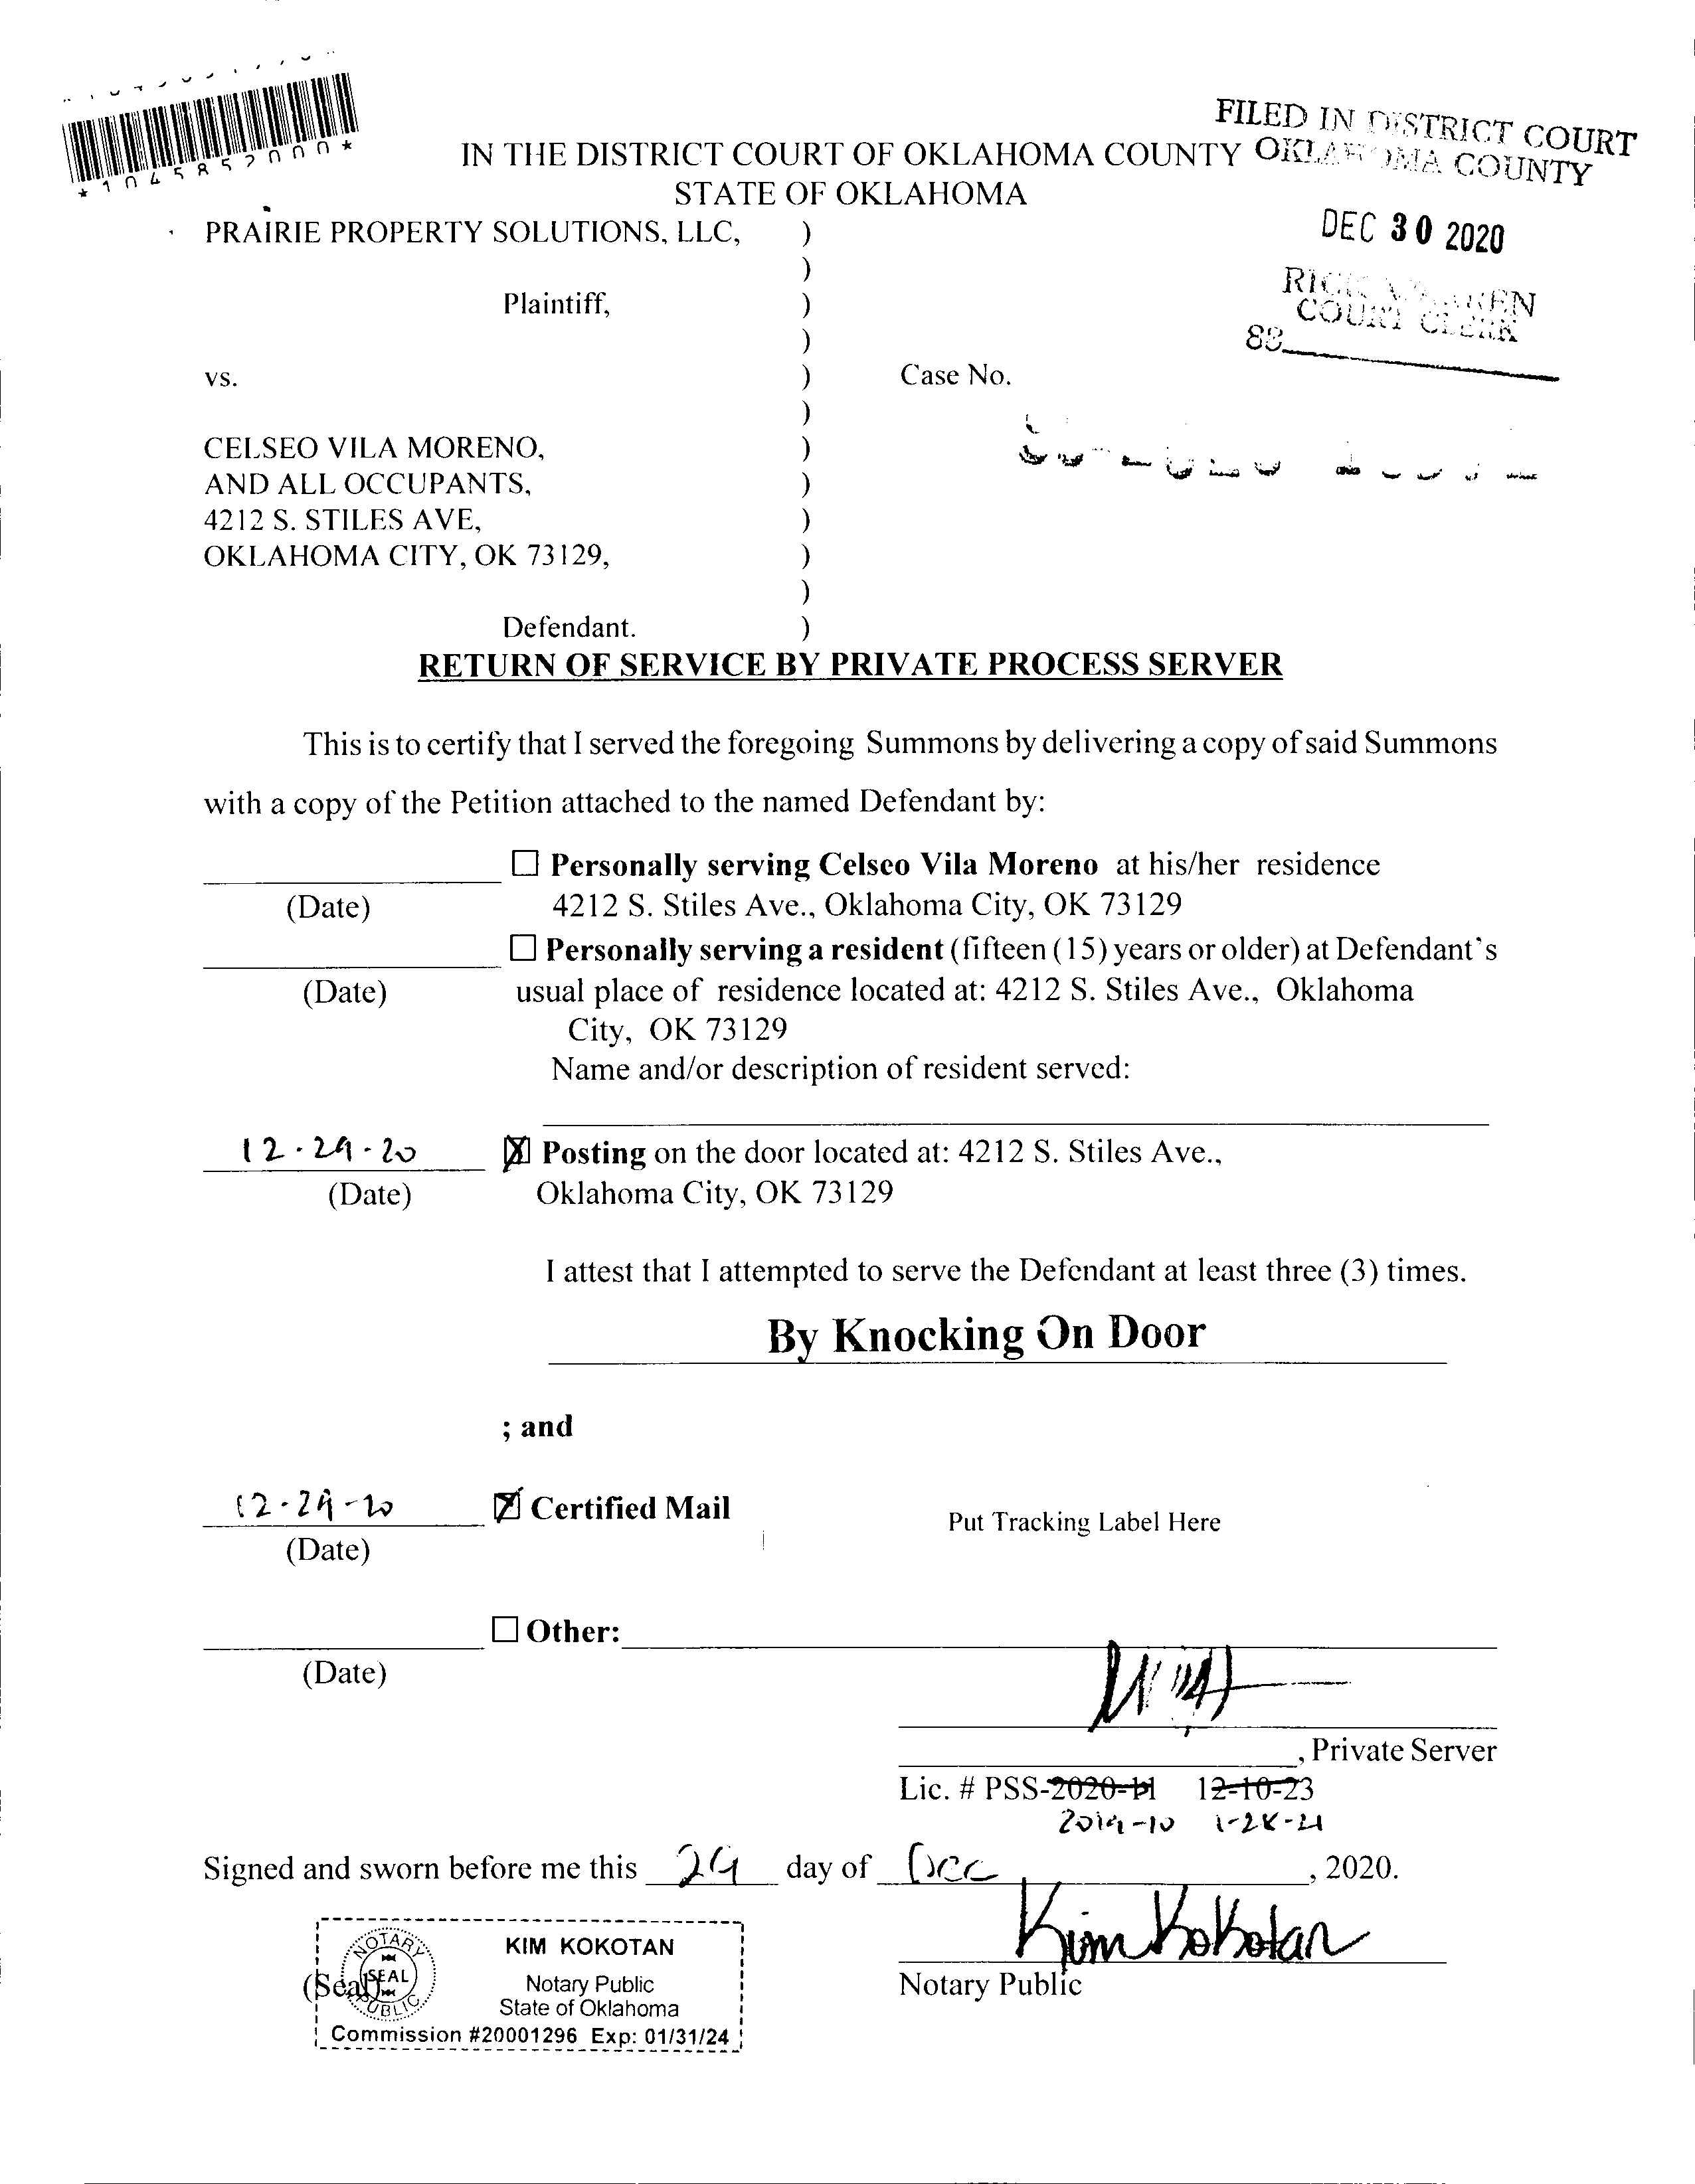 *1045852000*
FILED IN DISTRICT COURT
OKLAHOMA COUNTY
IN THE DISTRICT COURT OF OKLAHOMA COUNTY
STATE OF OKLAHOMA
DEC 30 2020
RICK WARREN
COURT CLERK
PRAIRIE PROPERTY SOLUTIONS, LLC, )
)
Plaintiff, )
)
vs. ) Case No.
)
CELSEO VILA MORENO, )
AND ALL OCCUPANTS, )
4212 S. STILES AVE, )
OKLAHOMA CITY, OK 73129, )
)
Defendant. )
RETURN OF SERVICE BY PRIVATE PROCESS SERVER
This is to certify that I served the foregoing Summons by delivering a copy of said Summons
with a copy of the Petition attached to the named Defendant by:
☐ Personally serving Celseo Vila Moreno at his/her residence
(Date) 4212 S. Stiles Ave., Oklahoma City, OK 73129
☐ Personally serving a resident (fifteen (15) years or older) at Defendant's
(Date) usual place of residence located at: 4212 S. Stiles Ave., Oklahoma
City, OK 73129
Name and/or description of resident served:
12-29-20 ☒ Posting on the door located at: 4212 S. Stiles Ave.,
(Date) Oklahoma City, OK 73129
I attest that I attempted to serve the Defendant at least three (3) times.
By Knocking On Door
; and
12-29-20 ☒ Certified Mail
Put Tracking Label Here
(Date)
☐ Other:
(Date)
, Private Server
Lic. # PSS-2020-11 12-10-23
2019-10 1-28-21
Signed and sworn before me this 29 day of Dec, 2020.
Kim Kokotan
Notary Public
(Seal)
NOTARY PUBLIC
SEAL
KIM KOKOTAN
Notary Public
State of Oklahoma
Commission #20001296 Exp: 01/31/24